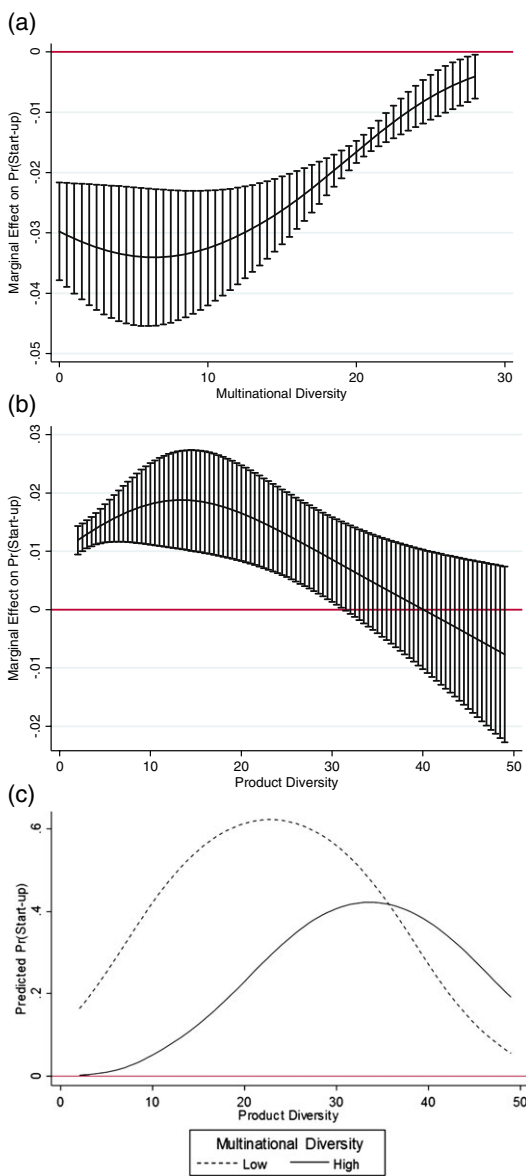 (a)
0
-.01
-.02
-.03
-.04
-.05
Marginal Effect on Pr(Start-up)
0 10 20 30
Multinational Diversity
(b)
.03
.02
.01
0
-.01
-.02
Marginal Effect on Pr(Start-up)
0 10 20 30 40 50
Product Diversity
(c)
.6
.4
.2
0
Predicted Pr(Start-up)
0 10 20 30 40 50
Product Diversity
Multinational Diversity
Low High